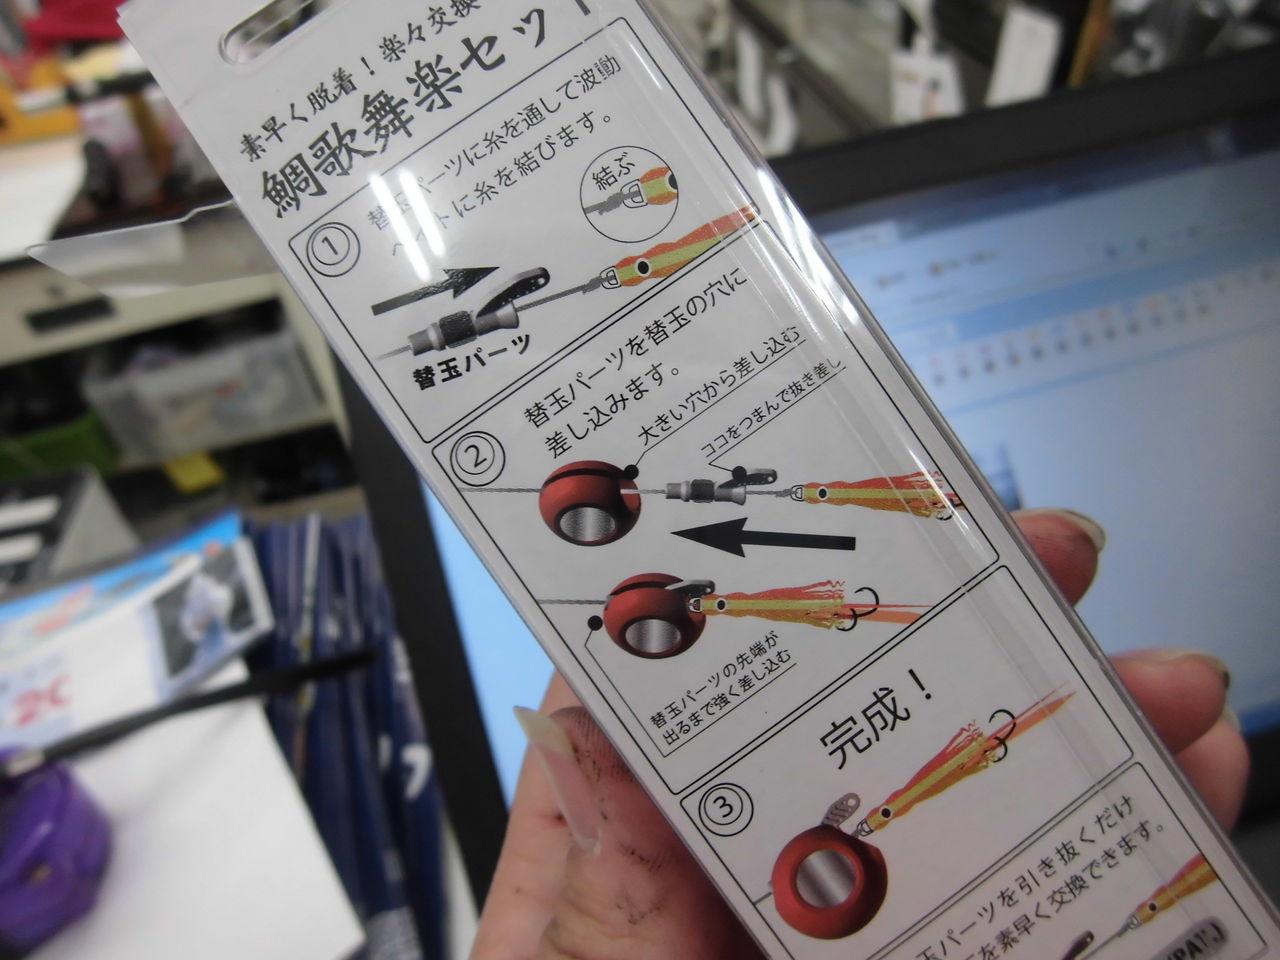 素早く脱着！楽々交換
鯛歌舞楽セット
①
替玉パーツに糸を通して波動
ベイトに糸を結びます。
結ぶ
替玉パーツ
②
替玉パーツを替玉の穴に
差し込みます。
大きい穴から差し込む
ココをつまんで抜き差し
替玉パーツの先端が
出るまで強く差し込む
③
完成！
玉パーツを引き抜くだけ
を素早く交換できます。
2C